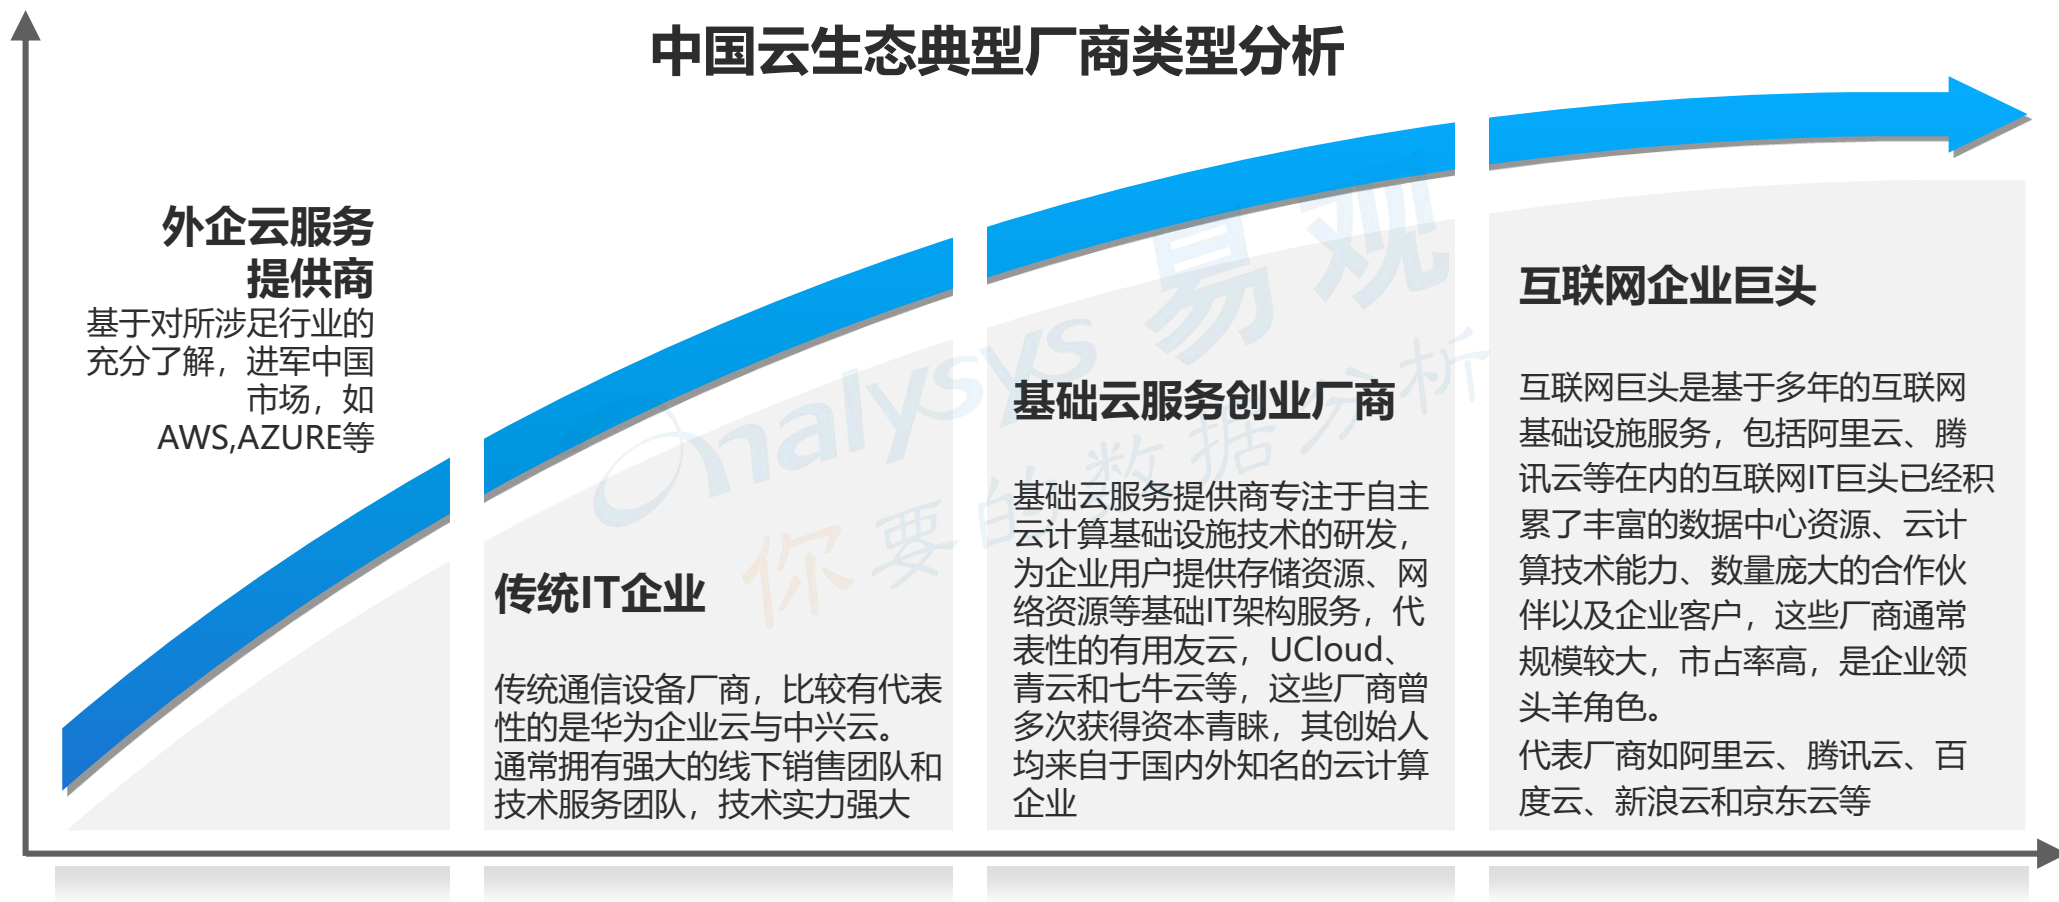 中国云生态典型厂商类型分析
外企云服务
提供商
基于对所涉足行业的
充分了解，进军中国
市场，如
AWS,AZURE等
传统IT企业
传统通信设备厂商，比较有代表
性的是华为企业云与中兴云。
通常拥有强大的线下销售团队和
技术服务团队，技术实力强大
基础云服务创业厂商
基础云服务提供商专注于自主
云计算基础设施技术的研发，
为企业用户提供存储资源、网
络资源等基础IT架构服务，代
表性的有用友云，UCloud、
青云和七牛云等，这些厂商曾
多次获得资本青睐，其创始人
均来自于国内外知名的云计算
企业
互联网企业巨头
互联网巨头是基于多年的互联网
基础设施服务，包括阿里云、腾
讯云等在内的互联网IT巨头已经积
累了丰富的数据中心资源、云计
算技术能力、数量庞大的合作伙
伴以及企业客户，这些厂商通常
规模较大，市占率高，是企业领
头羊角色。
代表厂商如阿里云、腾讯云、百
度云、新浪云和京东云等
analysys 易观
你要的数据分析